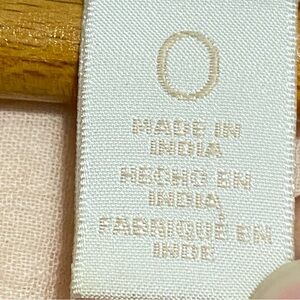 0
MADE IN
INDIA
HECHO EN
INDIA
FABRIQUÉ EN
INDE